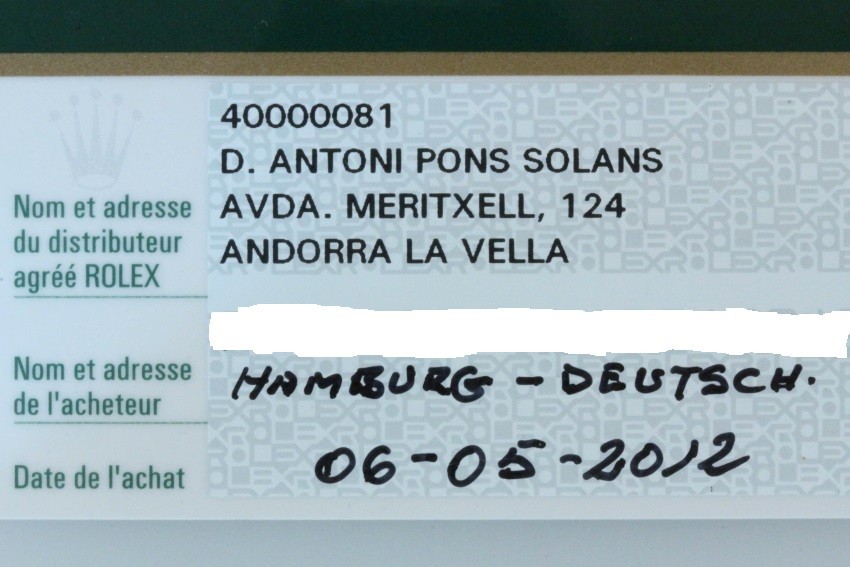 40000081
D. ANTONI PONS SOLANS
Nom et adresse AVDA. MERITXELL, 124
du distributeur ANDORRA LA VELLA
agréé ROLEX
Nom et adresse HAMBURG - DEUTSCH.
de l'acheteur
Date de l'achat 06-05-2012